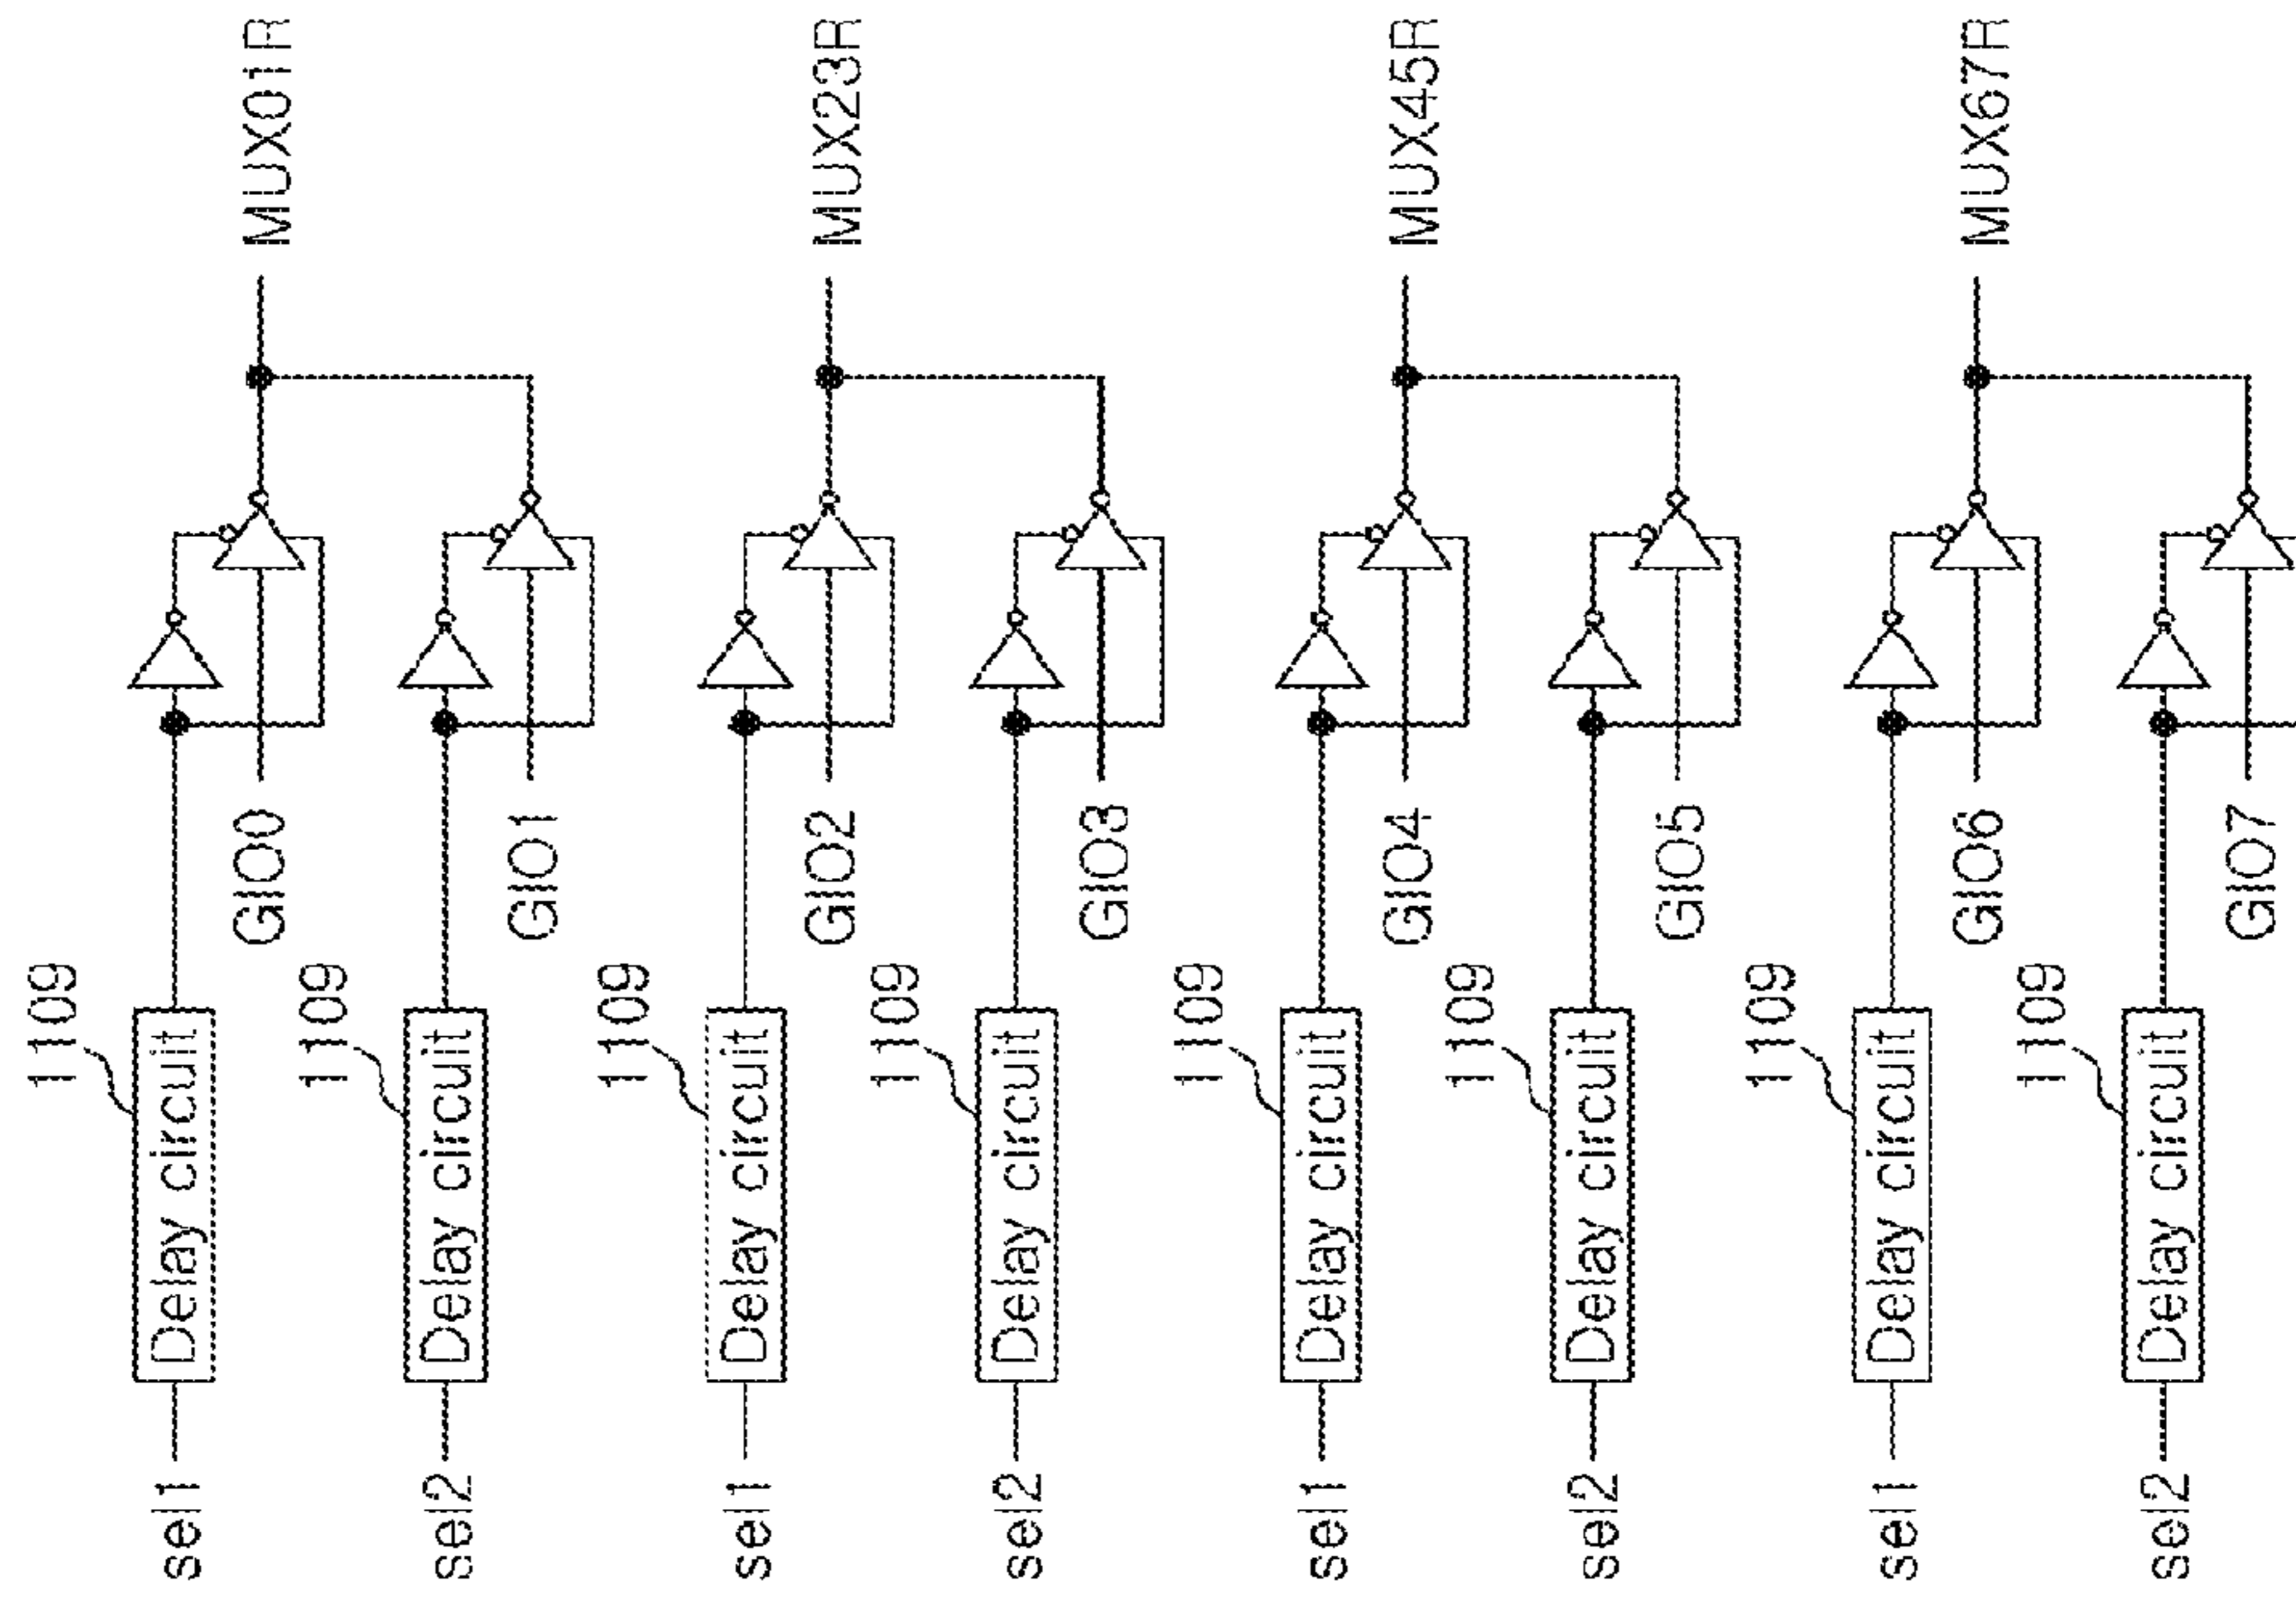 1109
sel1 Delay circuit
GIO0
MUX01R
1109
sel2 Delay circuit
GIO1
1109
sel1 Delay circuit
GIO2
MUX23R
1109
sel2 Delay circuit
GIO3
1109
sel1 Delay circuit
GIO4
MUX45R
1109
sel2 Delay circuit
GIO5
1109
sel1 Delay circuit
GIO6
MUX67R
1109
sel2 Delay circuit
GIO7